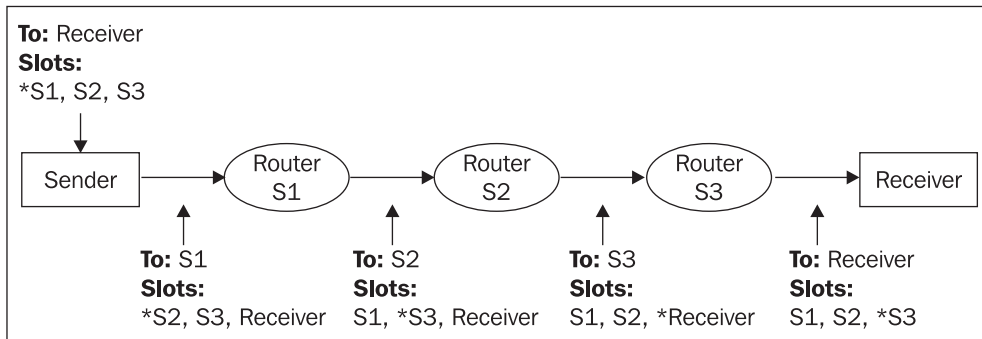 To: Receiver
Slots:
*S1, S2, S3
Sender
Router
S1
Router
S2
Router
S3
Receiver
To: S1
Slots:
*S2, S3, Receiver
To: S2
Slots:
S1, *S3, Receiver
To: S3
Slots:
S1, S2, *Receiver
To: Receiver
Slots:
S1, S2, *S3